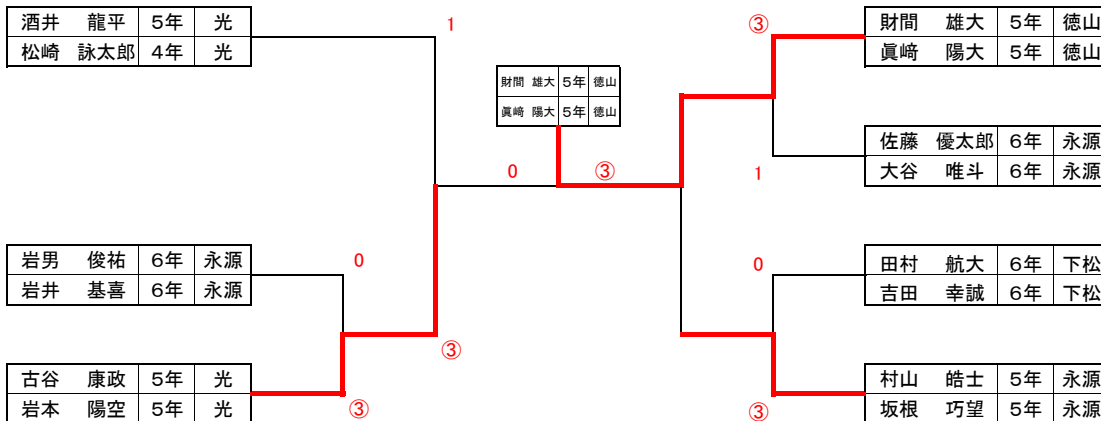 酒井 龍平 5年 光
松崎 詠太郎 4年 光
1
③
財間 雄大 5年 徳山
眞﨑 陽大 5年 徳山
財間 雄大 5年 徳山
眞﨑 陽大 5年 徳山
佐藤 優太郎 6年 永源
大谷 唯斗 6年 永源
0
③
1
岩男 俊祐 6年 永源
岩井 基喜 6年 永源
0
0
田村 航大 6年 下松
吉田 幸誠 6年 下松
③
古谷 康政 5年 光
岩本 陽空 5年 光
③
③
村山 皓士 5年 永源
坂根 巧望 5年 永源